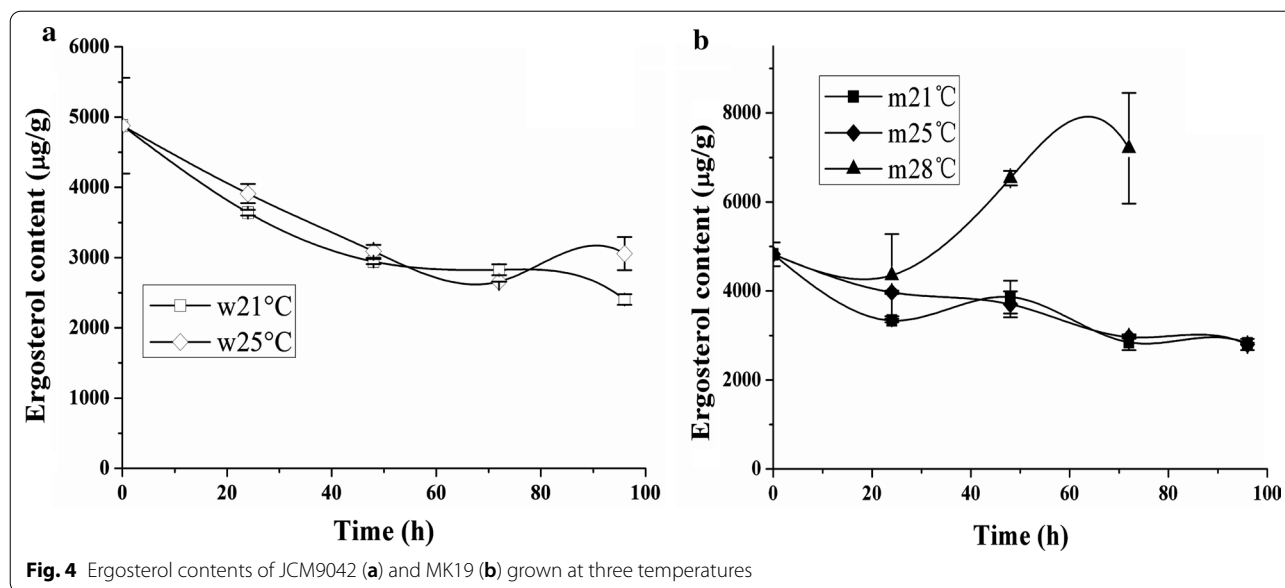 a
6000
5000
4000
3000
2000
1000
0
Ergosterol content (µg/g)
w21°C
w25°C
0 20 40 60 80 100
Time (h)
b
8000
6000
4000
2000
0
Ergosterol content (µg/g)
m21℃
m25℃
m28℃
0 20 40 60 80 100
Time (h)
Fig. 4 Ergosterol contents of JCM9042 (a) and MK19 (b) grown at three temperatures